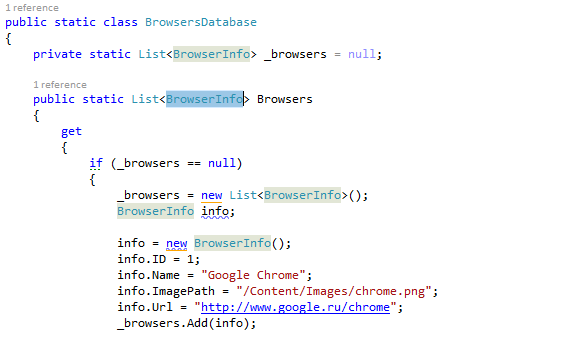 1 reference
public static class BrowsersDatabase
{
    private static List<BrowserInfo> _browsers = null;
    1 reference
    public static List<BrowserInfo> Browsers
    {
        get
        {
            if (_browsers == null)
            {
                _browsers = new List<BrowserInfo>();
                BrowserInfo info;
                info = new BrowserInfo();
                info.ID = 1;
                info.Name = "Google Chrome";
                info.ImagePath = "/Content/Images/chrome.png";
                info.Url = "http://www.google.ru/chrome";
                _browsers.Add(info);